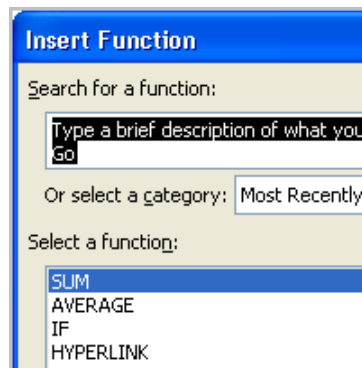 Insert Function
Search for a function:
Type a brief description of what you
Go
Or select a category: Most Recently
Select a function:
SUM
AVERAGE
IF
HYPERLINK